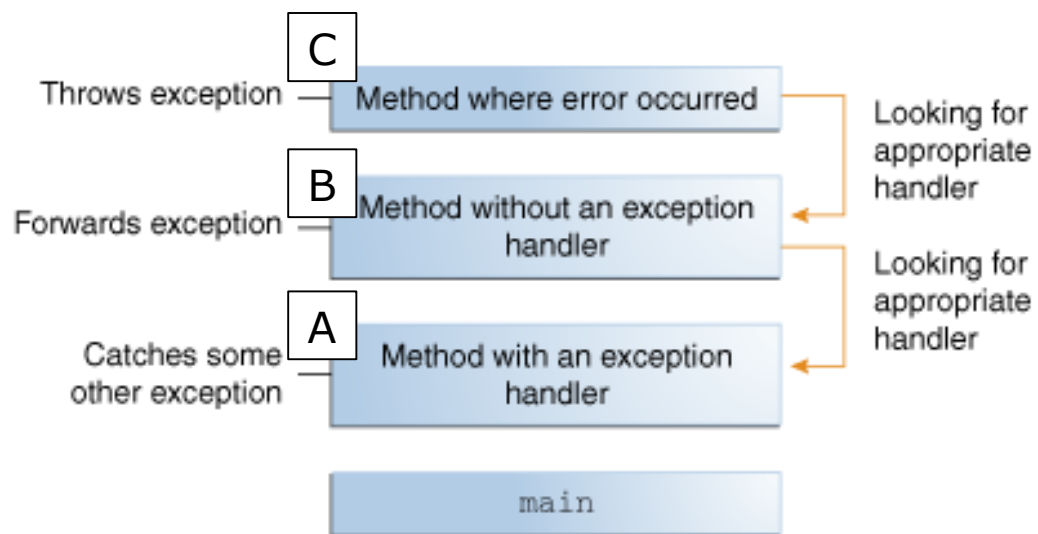 C
Throws exception
Method where error occurred
Looking for
appropriate
handler
B
Forwards exception
Method without an exception
handler
Looking for
appropriate
handler
A
Catches some
other exception
Method with an exception
handler
main